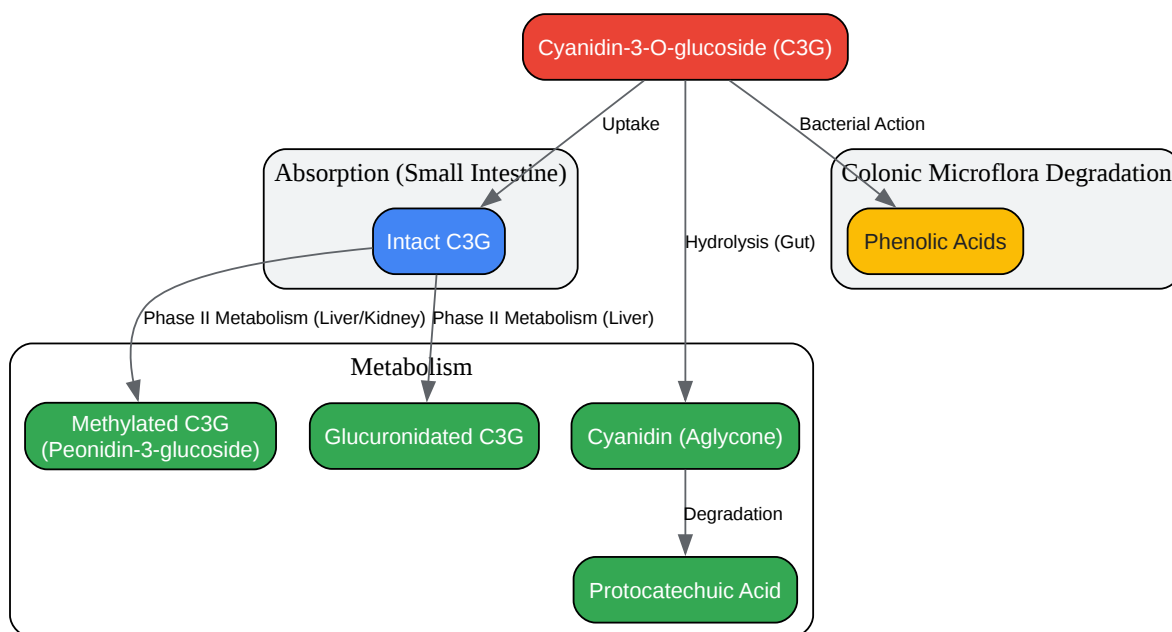 Cyanidin-3-O-glucoside (C3G)
Uptake
Bacterial Action
Absorption (Small Intestine)
Colonic Microflora Degradation
Intact C3G
Hydrolysis (Gut)
Phenolic Acids
Phase II Metabolism (Liver/Kidney)
Phase II Metabolism (Liver)
Metabolism
Methylated C3G
(Peonidin-3-glucoside)
Glucuronidated C3G
Cyanidin (Aglycone)
Degradation
Protocatechuic Acid